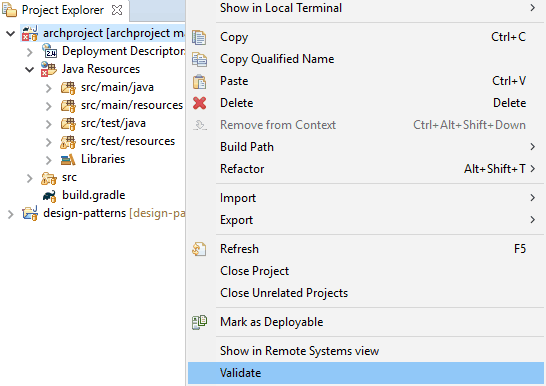 Project Explorer
archproject [archproject ma
Deployment Descriptor
2.4
Java Resources
src/main/java
src/main/resources
src/test/java
src/test/resources
Libraries
src
build.gradle
design-patterns [design-pa
Show in Local Terminal
Copy Ctrl+C
Copy Qualified Name
Paste Ctrl+V
Delete Delete
Remove from Context Ctrl+Alt+Shift+Down
Build Path
Refactor Alt+Shift+T
Import
Export
Refresh F5
Close Project
Close Unrelated Projects
Mark as Deployable
Show in Remote Systems view
Validate